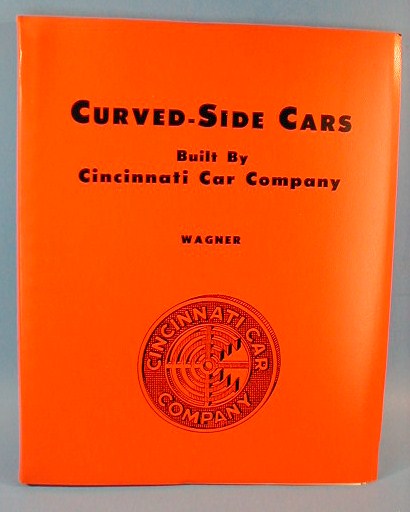 CURVED-SIDE CARS
Built By
Cincinnati Car Company
WAGNER
CINCINNATI CAR
COMPANY